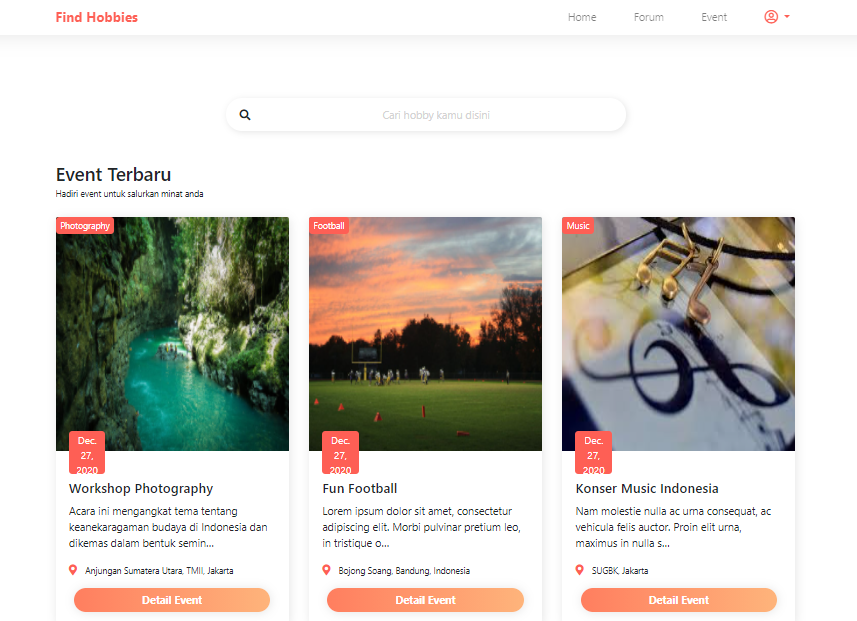 Find Hobbies
Home
Forum
Event
Cari hobby kamu disini
Event Terbaru
Hadiri event untuk salurkan minat anda
Photography
Dec.
27,
2020
Workshop Photography
Acara ini mengangkat tema tentang
keanekaragaman budaya di Indonesia dan
dikemas dalam bentuk semin...
Anjungan Sumatera Utara, TMII, Jakarta
Detail Event
Football
Dec.
27,
2020
Fun Football
Lorem ipsum dolor sit amet, consectetur
adipiscing elit. Morbi pulvinar pretium leo,
in tristique o...
Bojong Soang, Bandung, Indonesia
Detail Event
Music
Dec.
27,
2020
Konser Music Indonesia
Nam molestie nulla ac urna consequat, ac
vehicula felis auctor. Proin elit urna,
maximus in nulla s...
SUGBK, Jakarta
Detail Event